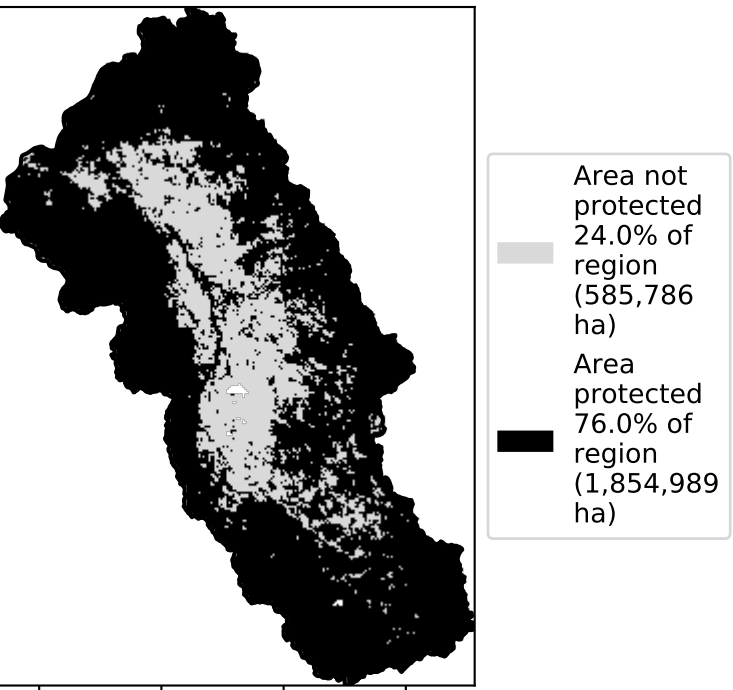 Area not
protected
24.0% of
region
(585,786
ha)
Area
protected
76.0% of
region
(1,854,989
ha)